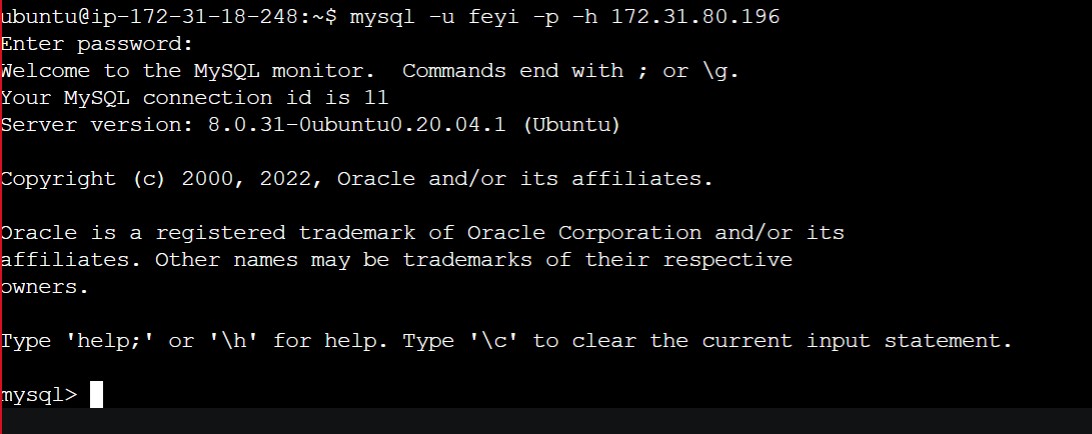 ubuntu@ip-172-31-18-248:~$ mysql -u feyi -p -h 172.31.80.196
Enter password:
Welcome to the MySQL monitor.  Commands end with ; or \g.
Your MySQL connection id is 11
Server version: 8.0.31-0ubuntu0.20.04.1 (Ubuntu)
Copyright (c) 2000, 2022, Oracle and/or its affiliates.
Oracle is a registered trademark of Oracle Corporation and/or its
affiliates. Other names may be trademarks of their respective
owners.
Type 'help;' or '\h' for help. Type '\c' to clear the current input statement.
mysql>